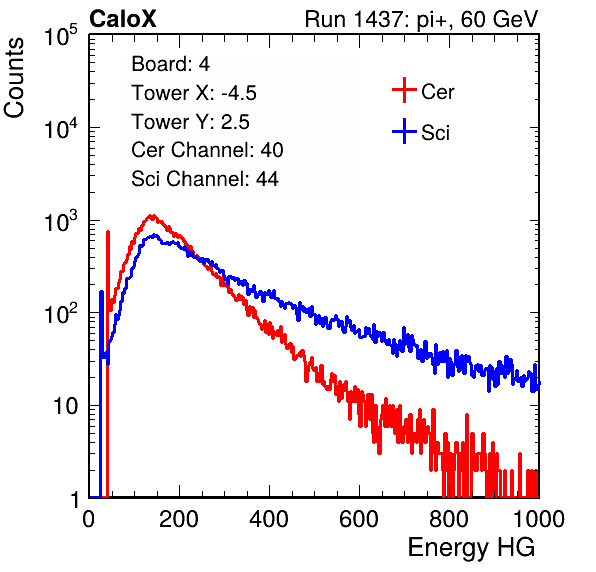 CaloX Run 1437: pi+, 60 GeV
Counts
Board: 4
Tower X: -4.5
Tower Y: 2.5
Cer Channel: 40
Sci Channel: 44
Cer
Sci
10^5
10^4
10^3
10^2
10
1
0 200 400 600 800 1000
Energy HG